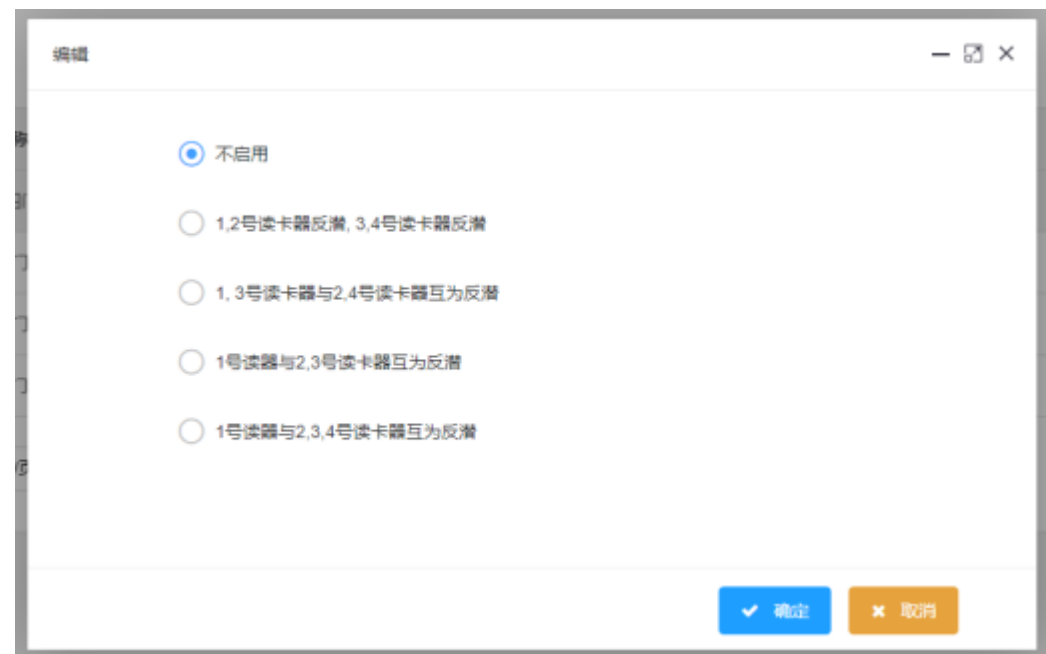 编辑
不启用
1,2号读卡器反潜, 3,4号读卡器反潜
1, 3号读卡器与2,4号读卡器互为反潜
1号读器与2,3号读卡器互为反潜
1号读器与2,3,4号读卡器互为反潜
确定
取消